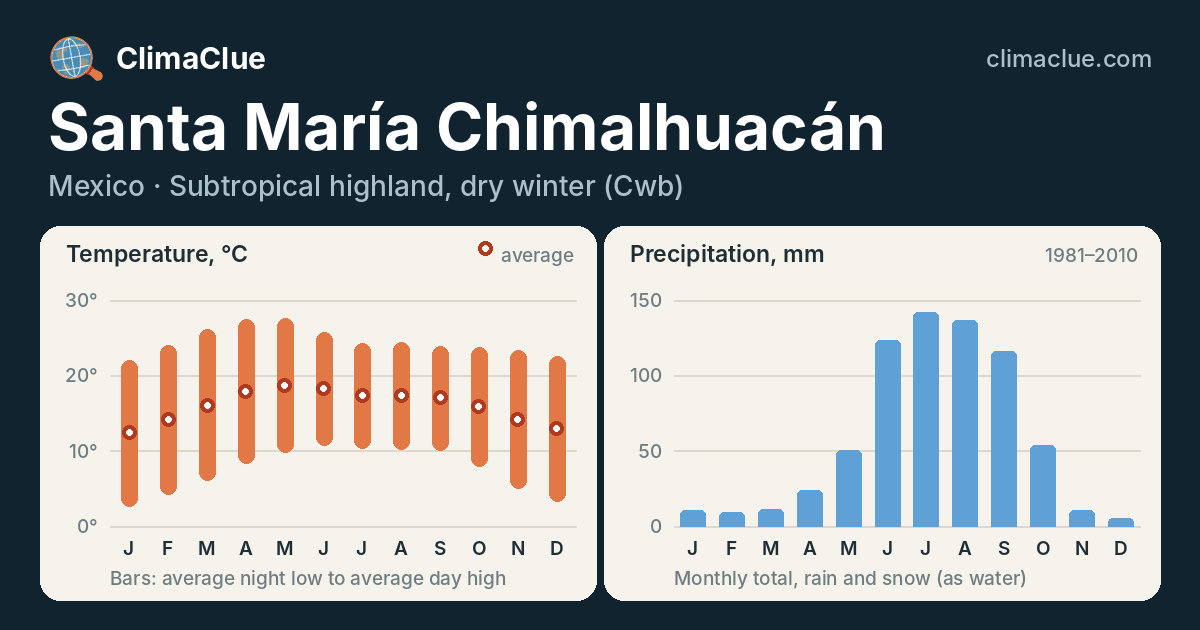 ClimaClue
climaclue.com
Santa María Chimalhuacán
Mexico · Subtropical highland, dry winter (Cwb)
Temperature, °C
average
30°
20°
10°
0°
J F M A M J J A S O N D
Bars: average night low to average day high
Precipitation, mm
1981–2010
150
100
50
0
J F M A M J J A S O N D
Monthly total, rain and snow (as water)